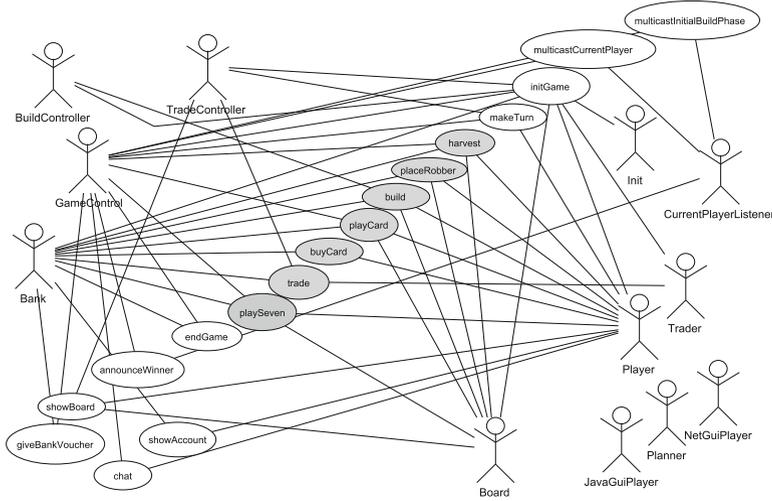 multicastInitialBuildPhase
multicastCurrentPlayer
initGame
TradeController
BuildController
makeTurn
harvest
placeRobber
Init
build
GameControl
CurrentPlayerListener
playCard
buyCard
trade
Bank
playSeven
Trader
endGame
Player
announceWinner
showBoard
NetGuiPlayer
giveBankVoucher
showAccount
Planner
chat
JavaGuiPlayer
Board